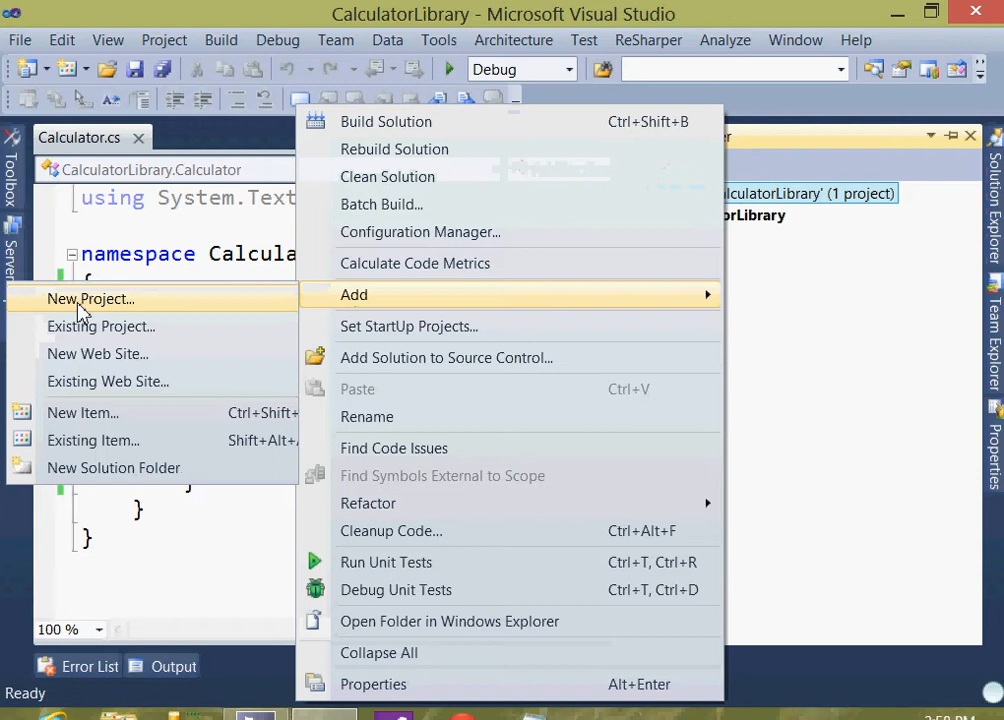 CalculatorLibrary - Microsoft Visual Studio
File Edit View Project Build Debug Team Data Tools Architecture Test ReSharper Analyze Window Help
Debug
Calculator.cs
CalculatorLibrary.Calculator
using System.Text
namespace Calcula
{
}
}
}
100 %
Error List Output
Ready
New Project...
Existing Project...
New Web Site...
Existing Web Site...
New Item... Ctrl+Shift+
Existing Item... Shift+Alt+
New Solution Folder
Build Solution Ctrl+Shift+B
Rebuild Solution
Clean Solution
Batch Build...
Configuration Manager...
Calculate Code Metrics
Add
Set StartUp Projects...
Add Solution to Source Control...
Paste Ctrl+V
Rename
Find Code Issues
Find Symbols External to Scope
Refactor
Cleanup Code... Ctrl+Alt+F
Run Unit Tests Ctrl+T, Ctrl+R
Debug Unit Tests Ctrl+T, Ctrl+D
Open Folder in Windows Explorer
Collapse All
Properties Alt+Enter
alculatorLibrary' (1 project)
orLibrary
Toolbox
Server
Solution Explorer
Team Explorer
Properties